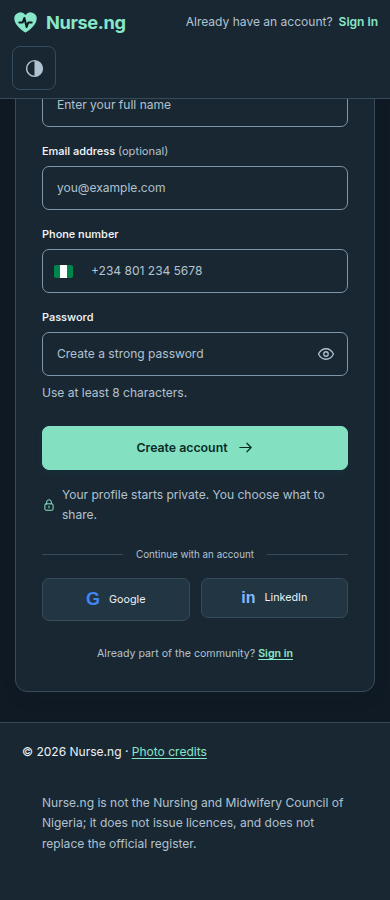 Nurse.ng
Already have an account? Sign in
Enter your full name
Email address (optional)
you@example.com
Phone number
+234 801 234 5678
Password
Create a strong password
Use at least 8 characters.
Create account →
Your profile starts private. You choose what to
share.
Continue with an account
G Google
in LinkedIn
Already part of the community? Sign in
© 2026 Nurse.ng · Photo credits
Nurse.ng is not the Nursing and Midwifery Council of
Nigeria; it does not issue licences, and does not
replace the official register.